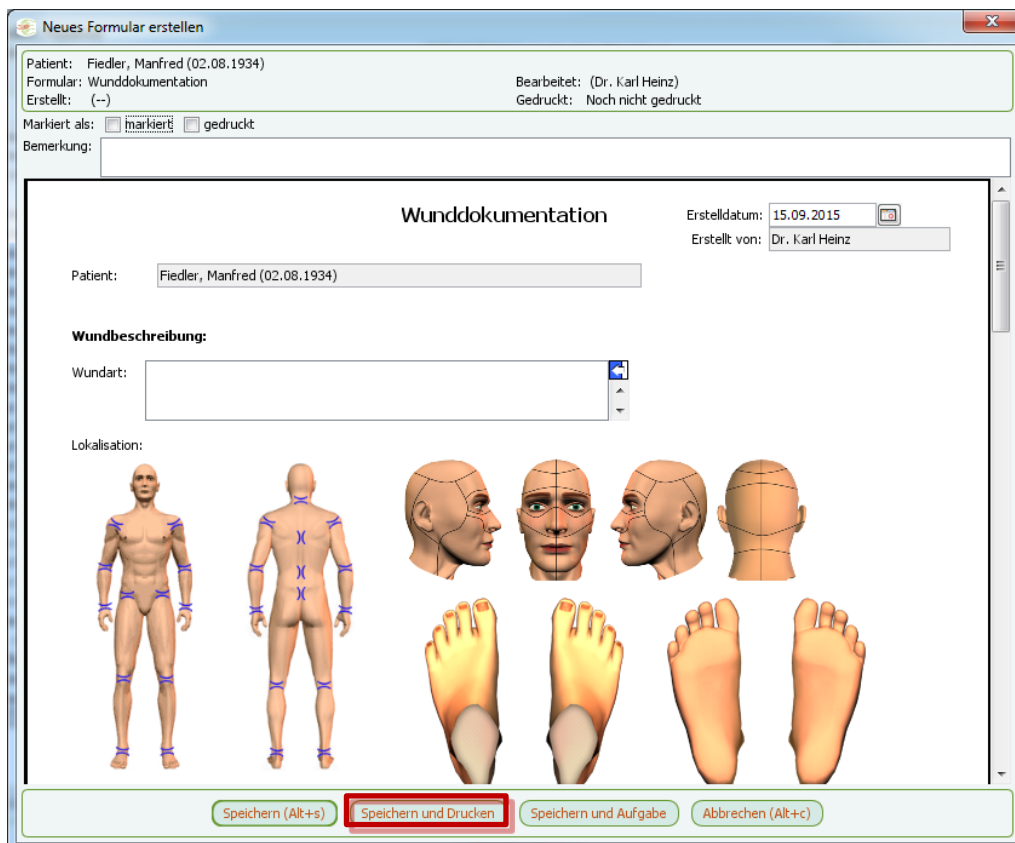 Neues Formular erstellen
Patient: Fiedler, Manfred (02.08.1934)
Formular: Wunddokumentation Bearbeitet: (Dr. Karl Heinz)
Erstellt: (--) Gedruckt: Noch nicht gedruckt
Markiert als: markiert gedruckt
Bemerkung:
Wunddokumentation
Erstelldatum: 15.09.2015
Erstellt von: Dr. Karl Heinz
Patient: Fiedler, Manfred (02.08.1934)
Wundbeschreibung:
Wundart:
Lokalisation:
Speichern (Alt+s) Speichern und Drucken Speichern und Aufgabe Abbrechen (Alt+c)